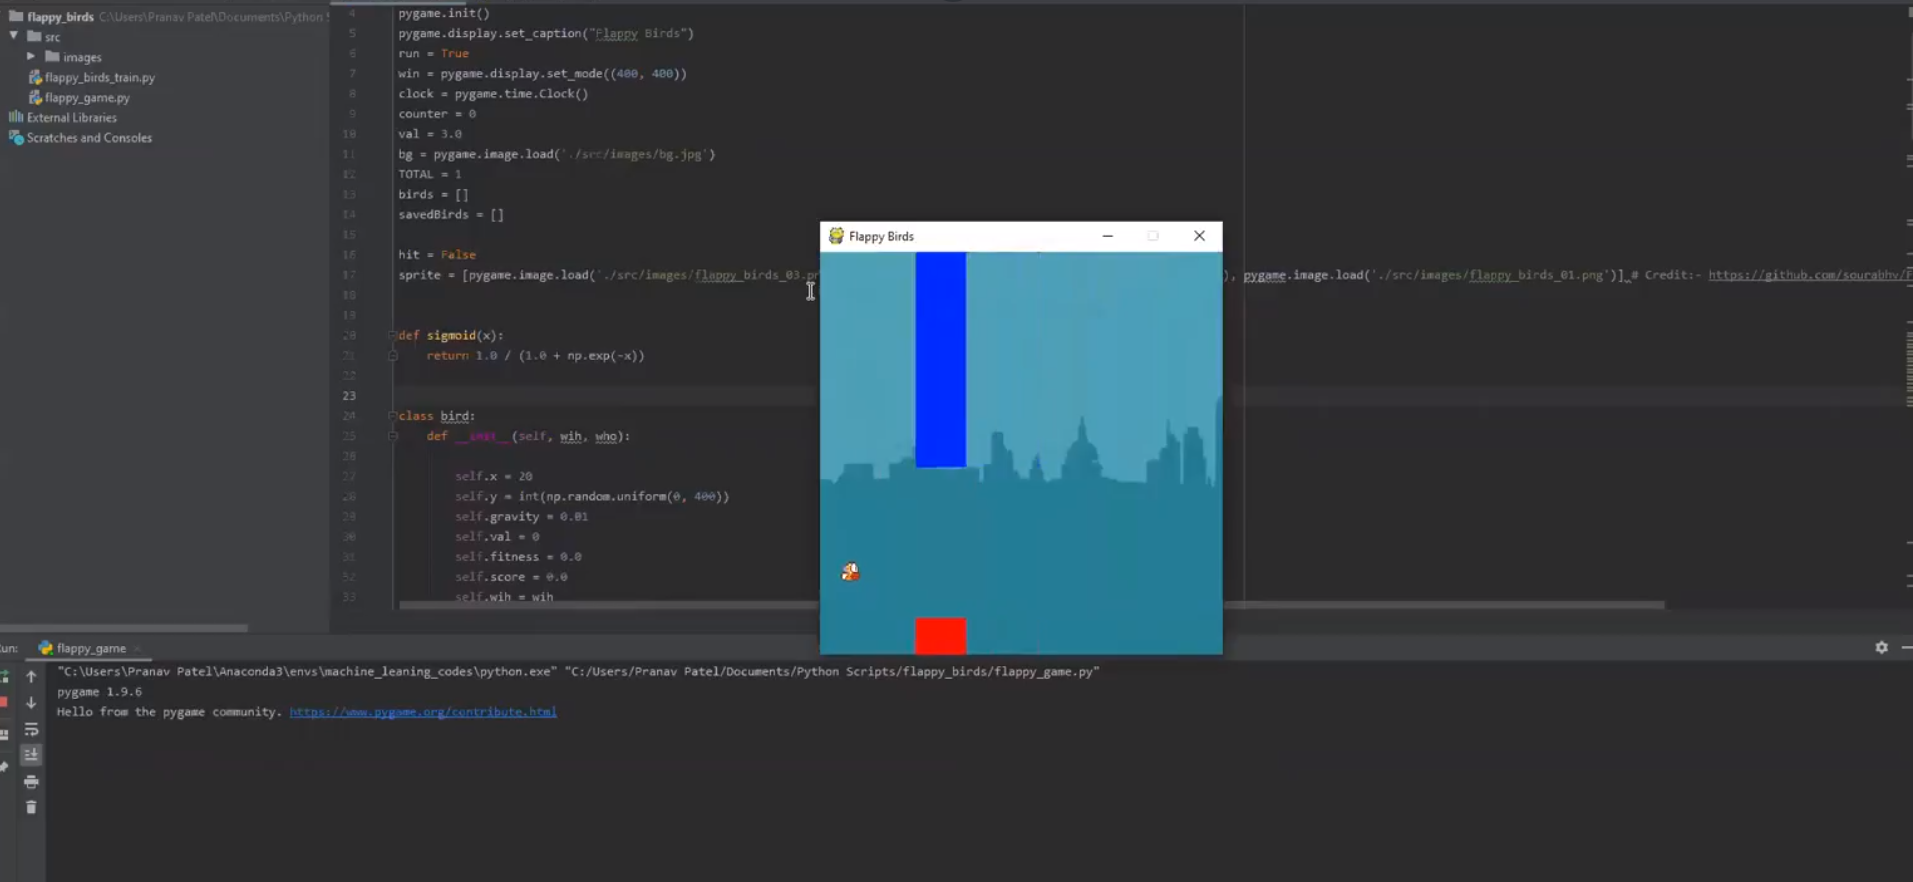 flappy_birds C:\Users\Pranav Patel\Documents\Python S
src
images
flappy_birds_train.py
flappy_game.py
External Libraries
Scratches and Consoles
4 pygame.init()
5 pygame.display.set_caption("Flappy Birds")
6 run = True
7 win = pygame.display.set_mode((400, 400))
8 clock = pygame.time.Clock()
9 counter = 0
10 val = 3.0
11 bg = pygame.image.load('./src/images/bg.jpg')
12 TOTAL = 1
13 birds = []
14 savedBirds = []
15
16 hit = False
17 sprite = [pygame.image.load('./src/images/flappy_birds_03.pn ), pygame.image.load('./src/images/flappy_birds_01.png')] # Credit:- https://github.com/sourabhv/F
18
19
20 def sigmoid(x):
21 return 1.0 / (1.0 + np.exp(-x))
22
23
24 class bird:
25 def __init__(self, wih, who):
26
27 self.x = 20
28 self.y = int(np.random.uniform(0, 400))
29 self.gravity = 0.01
30 self.val = 0
31 self.fitness = 0.0
32 self.score = 0.0
33 self.wih = wih
Flappy Birds
un: flappy_game
"C:\Users\Pranav Patel\Anaconda3\envs\machine_leaning_codes\python.exe" "C:/Users/Pranav Patel/Documents/Python Scripts/flappy_birds/flappy_game.py"
pygame 1.9.6
Hello from the pygame community. https://www.pygame.org/contribute.html